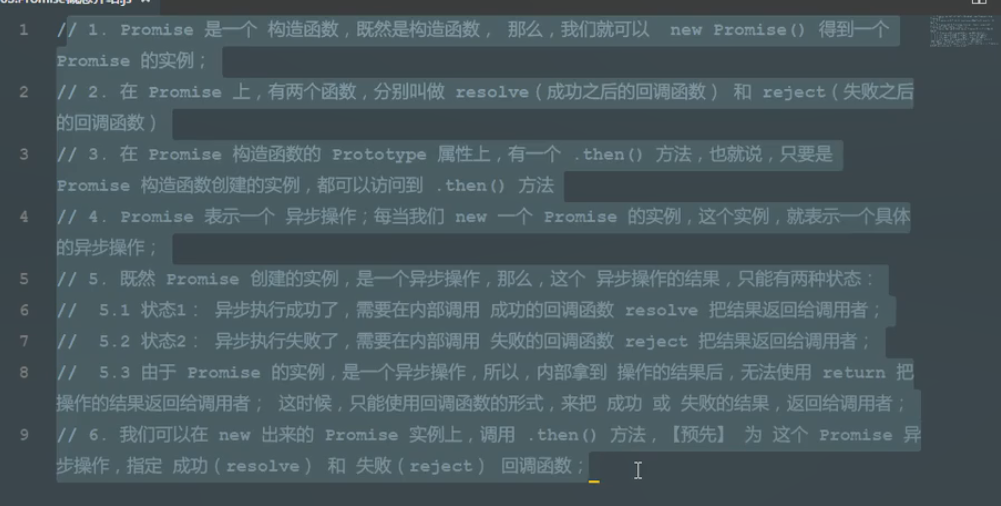 1 // 1. Promise 是一个 构造函数，既然是构造函数， 那么，我们就可以  new Promise() 得到一个
Promise 的实例；
2 // 2. 在 Promise 上，有两个函数，分别叫做 resolve（成功之后的回调函数） 和 reject（失败之后
的回调函数）
3 // 3. 在 Promise 构造函数的 Prototype 属性上，有一个 .then() 方法，也就说，只要是
Promise 构造函数创建的实例，都可以访问到 .then() 方法
4 // 4. Promise 表示一个 异步操作；每当我们 new 一个 Promise 的实例，这个实例，就表示一个具体
的异步操作；
5 // 5. 既然 Promise 创建的实例，是一个异步操作，那么，这个 异步操作的结果，只能有两种状态：
6 //  5.1 状态1： 异步执行成功了，需要在内部调用 成功的回调函数 resolve 把结果返回给调用者；
7 //  5.2 状态2： 异步执行失败了，需要在内部调用 失败的回调函数 reject 把结果返回给调用者；
8 //  5.3 由于 Promise 的实例，是一个异步操作，所以，内部拿到 操作的结果后，无法使用 return 把
操作的结果返回给调用者； 这时候，只能使用回调函数的形式，来把 成功 或 失败的结果，返回给调用者；
9 // 6. 我们可以在 new 出来的 Promise 实例上，调用 .then() 方法，【预先】 为 这个 Promise 异
步操作，指定 成功（resolve） 和 失败（reject） 回调函数；